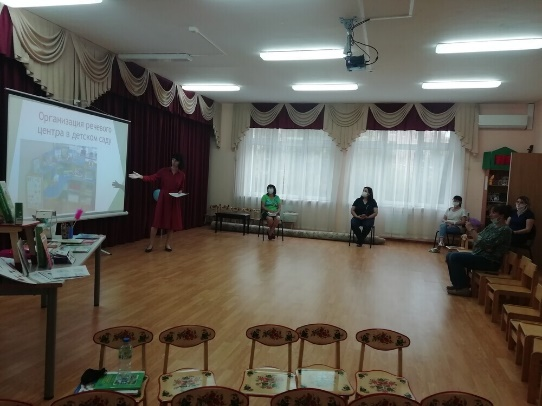 Организация речевого
центра в детском саду